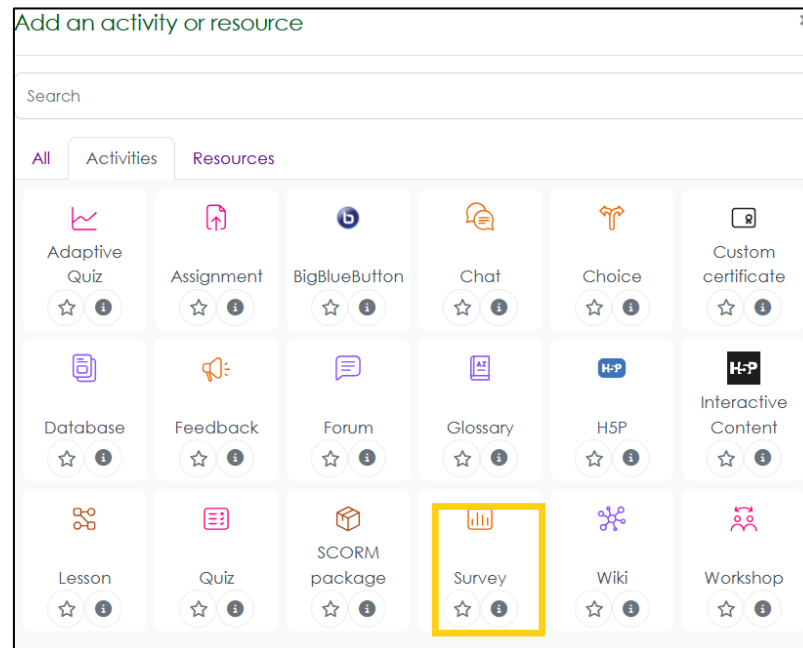 Add an activity or resource
Search
All Activities Resources
Adaptive Quiz
Assignment
BigBlueButton
Chat
Choice
Custom certificate
Database
Feedback
Forum
Glossary
H5P
Interactive Content
Lesson
Quiz
SCORM package
Survey
Wiki
Workshop